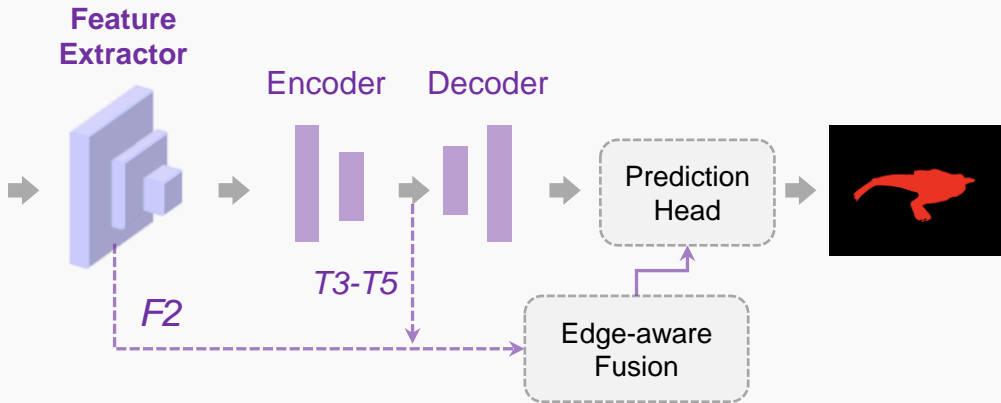 Feature
Extractor
Encoder
Decoder
Prediction
Head
T3-T5
F2
Edge-aware
Fusion